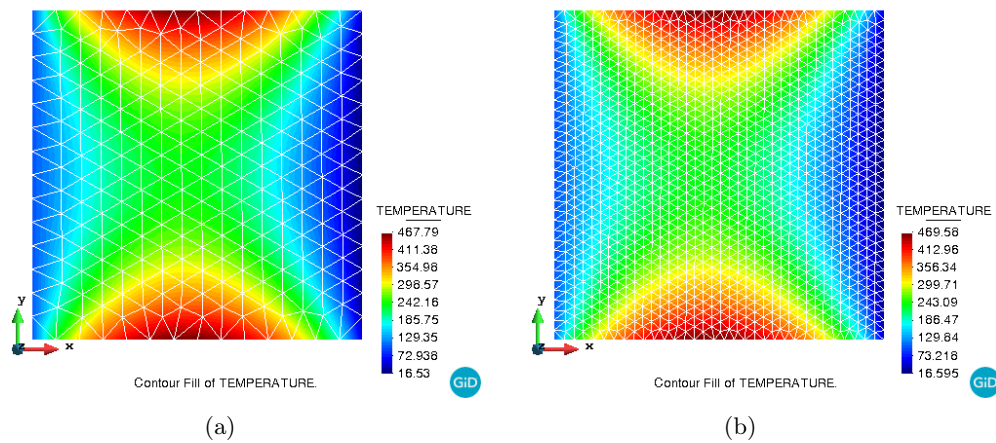 TEMPERATURE
467.79
411.38
354.98
298.57
242.16
185.75
129.35
72.938
16.53
y
z
x
Contour Fill of TEMPERATURE.
GiD
(a)
TEMPERATURE
469.58
412.96
356.34
299.71
243.09
186.47
129.84
73.218
16.595
y
z
x
Contour Fill of TEMPERATURE.
GiD
(b)